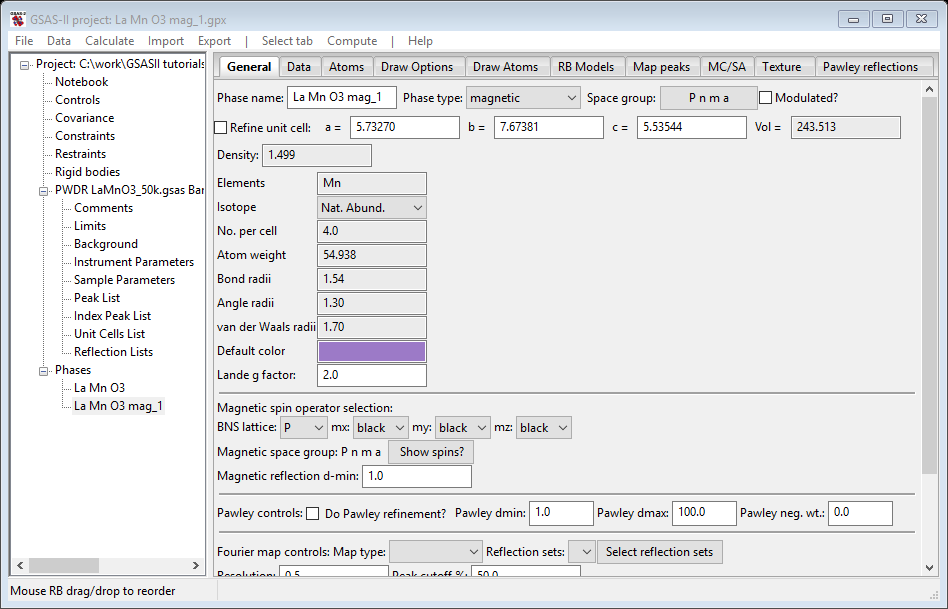 GSAS-II project: La Mn O3 mag_1.gpx
File Data Calculate Import Export | Select tab Compute | Help
Project: C:\work\GSASII tutorials
Notebook
Controls
Covariance
Constraints
Restraints
Rigid bodies
PWDR LaMnO3_50k.gsas Bar
Comments
Limits
Background
Instrument Parameters
Sample Parameters
Peak List
Index Peak List
Unit Cells List
Reflection Lists
Phases
La Mn O3
La Mn O3 mag_1
General Data Atoms Draw Options Draw Atoms RB Models Map peaks MC/SA Texture Pawley reflections
Phase name: La Mn O3 mag_1 Phase type: magnetic Space group: P n m a Modulated?
Refine unit cell: a = 5.73270 b = 7.67381 c = 5.53544 Vol = 243.513
Density: 1.499
Elements Mn
Isotope Nat. Abund.
No. per cell 4.0
Atom weight 54.938
Bond radii 1.54
Angle radii 1.30
van der Waals radii 1.70
Default color
Lande g factor: 2.0
Magnetic spin operator selection:
BNS lattice: P mx: black my: black mz: black
Magnetic space group: P n m a Show spins?
Magnetic reflection d-min: 1.0
Pawley controls: Do Pawley refinement? Pawley dmin: 1.0 Pawley dmax: 100.0 Pawley neg. wt.: 0.0
Fourier map controls: Map type: Reflection sets: Select reflection sets
Resolution: 0.5 Peak cutoff %: 50.0
Mouse RB drag/drop to reorder